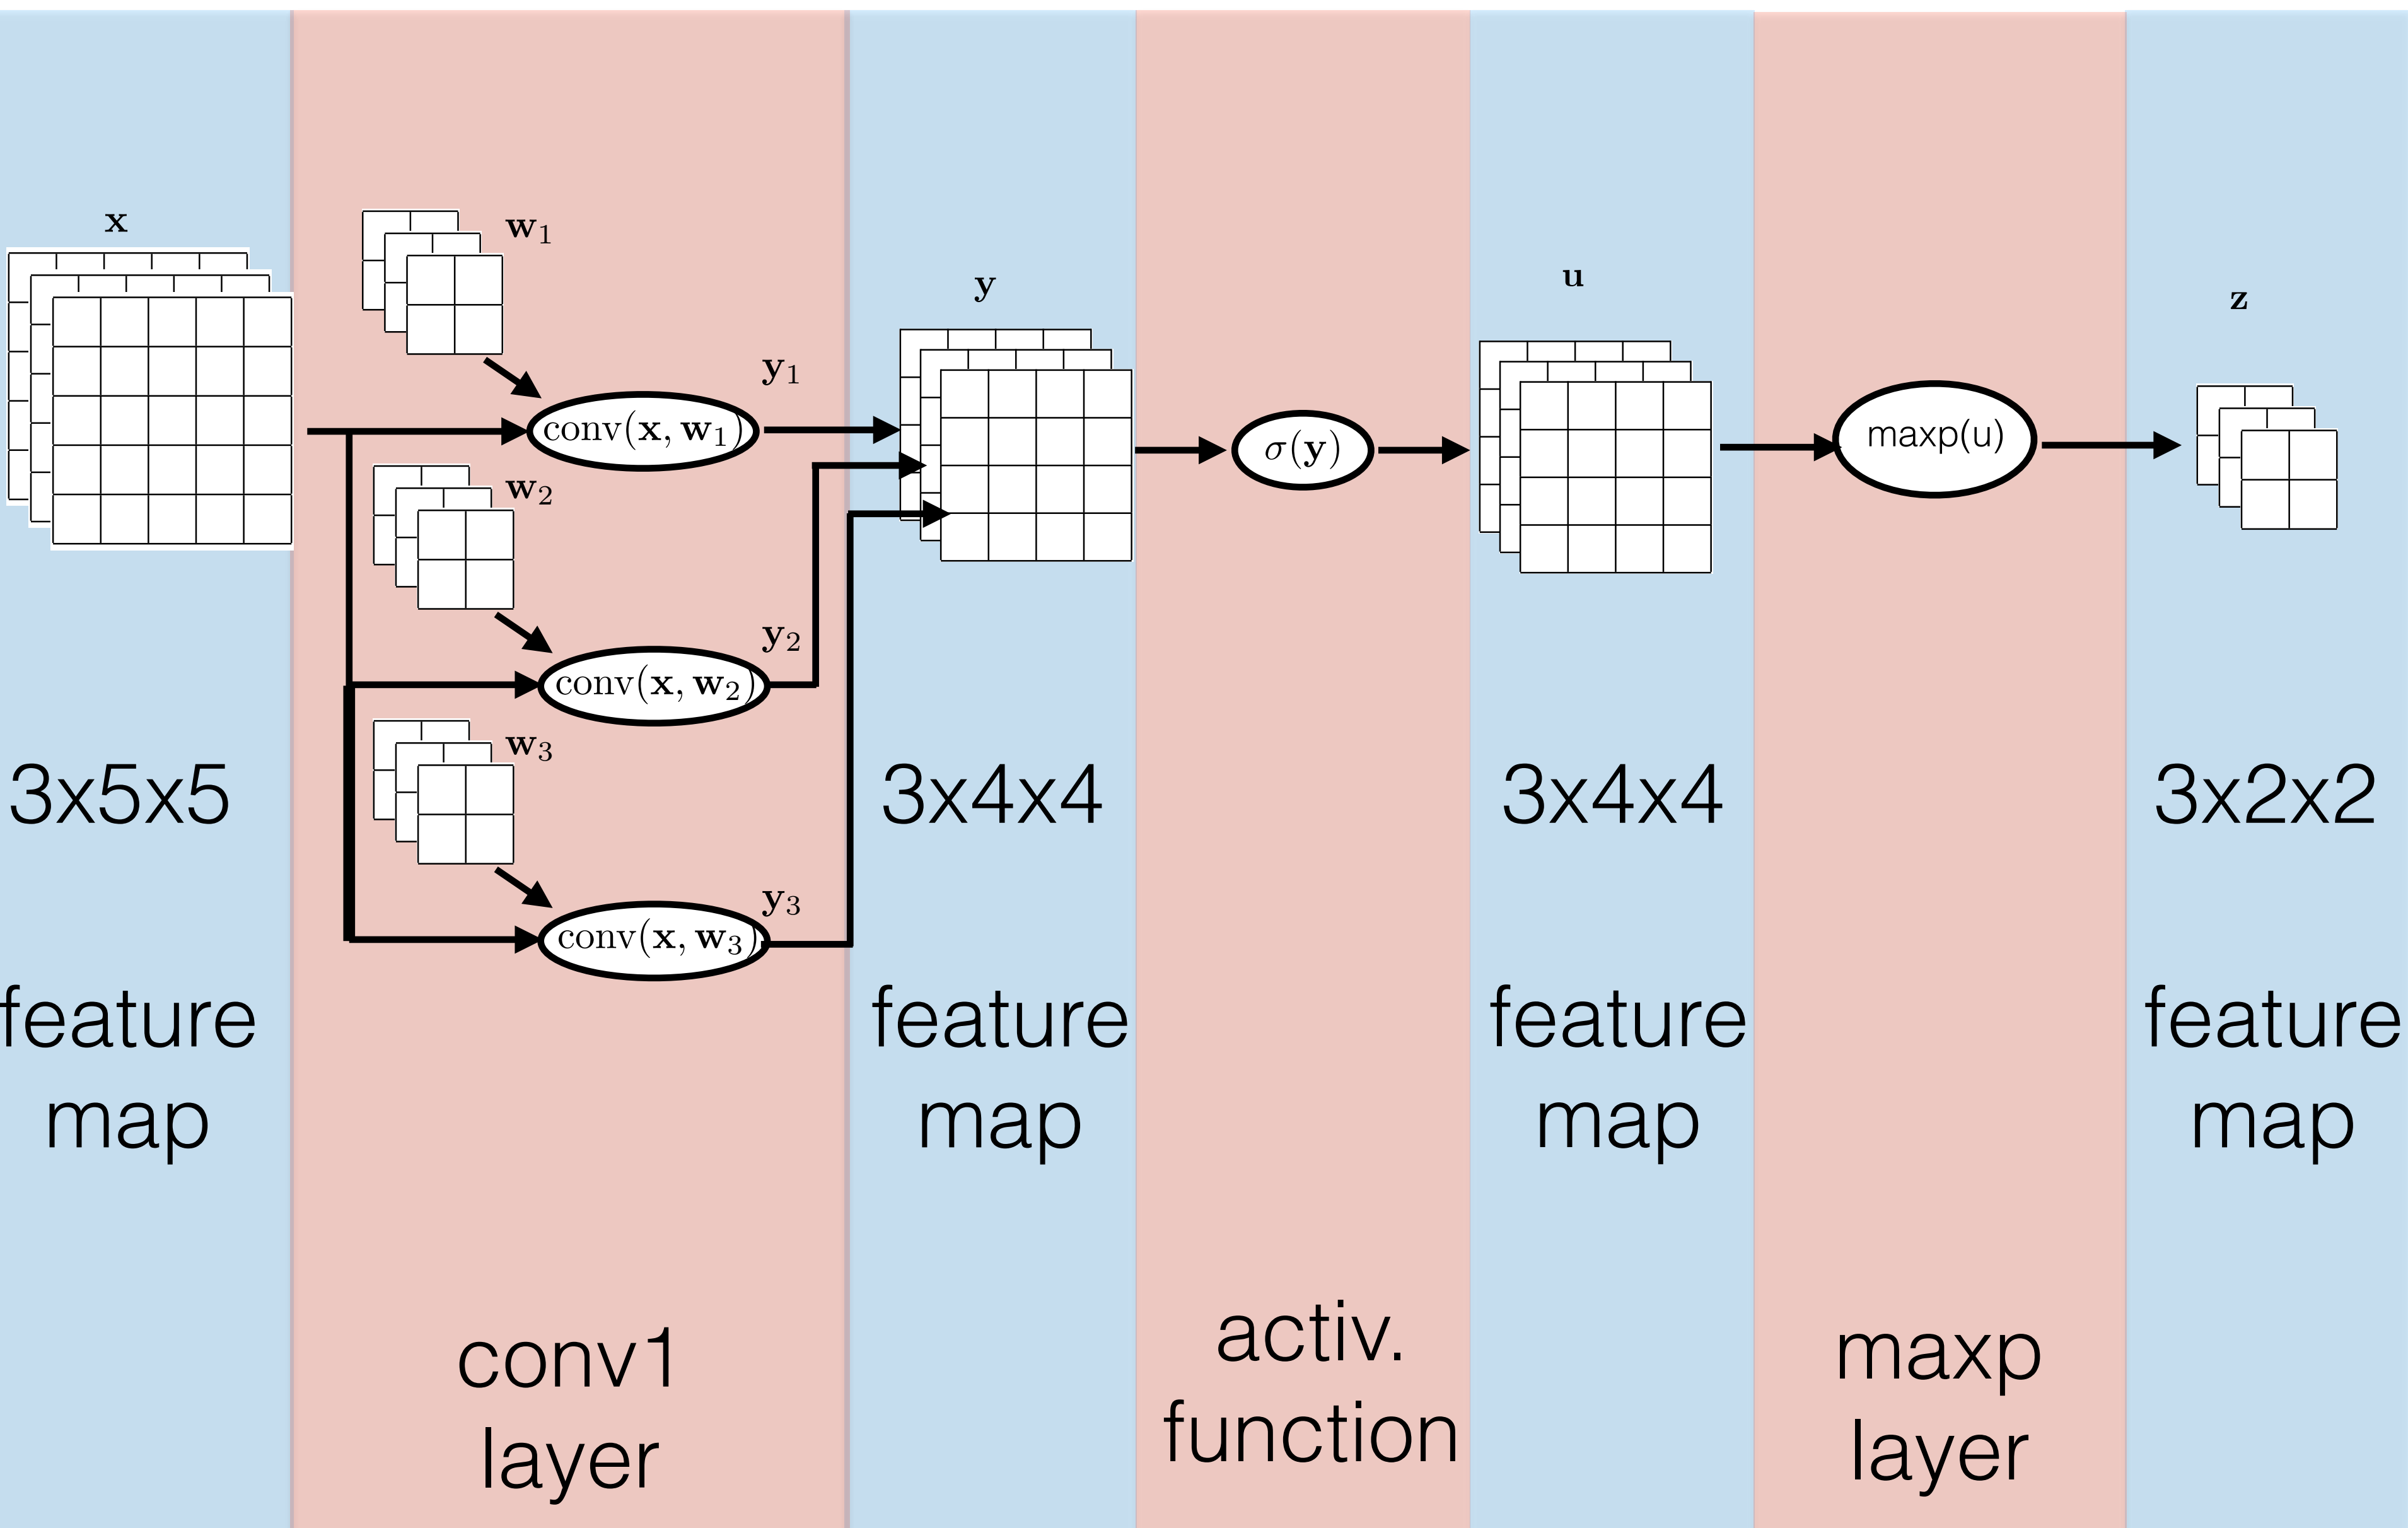 x
w₁
w₂
w₃
conv(x, w₁)
conv(x, w₂)
conv(x, w₃)
y₁
y₂
y₃
y
σ(y)
u
maxp(u)
z
3x5x5
3x4x4
3x4x4
3x2x2
feature
map
feature
map
feature
map
feature
map
conv1
layer
activ.
function
maxp
layer